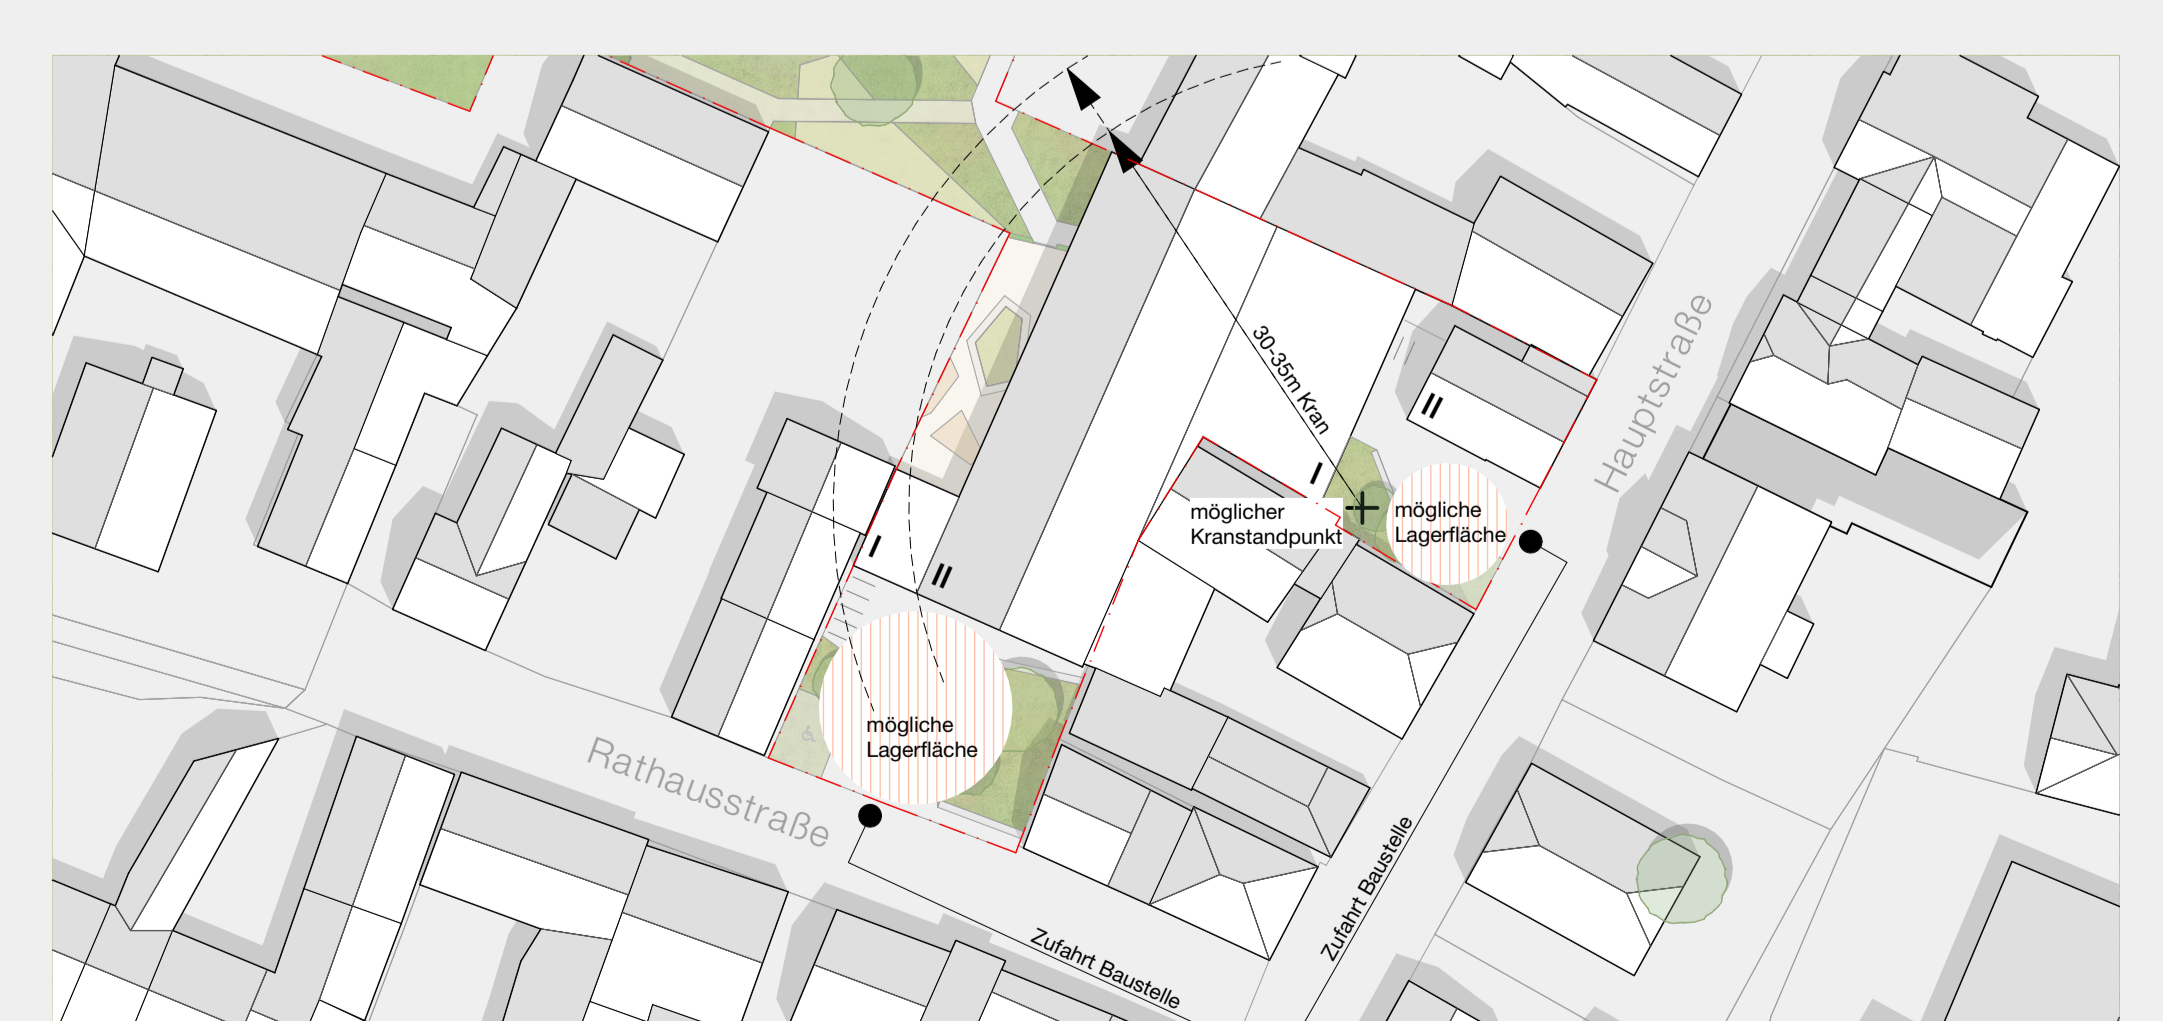 Hauptstraße
30-35m Kran
II
I
möglicher
Kranstandpunkt
mögliche
Lagerfläche
I
II
mögliche
Lagerfläche
Rathausstraße
Zufahrt Baustelle
Zufahrt Baustelle